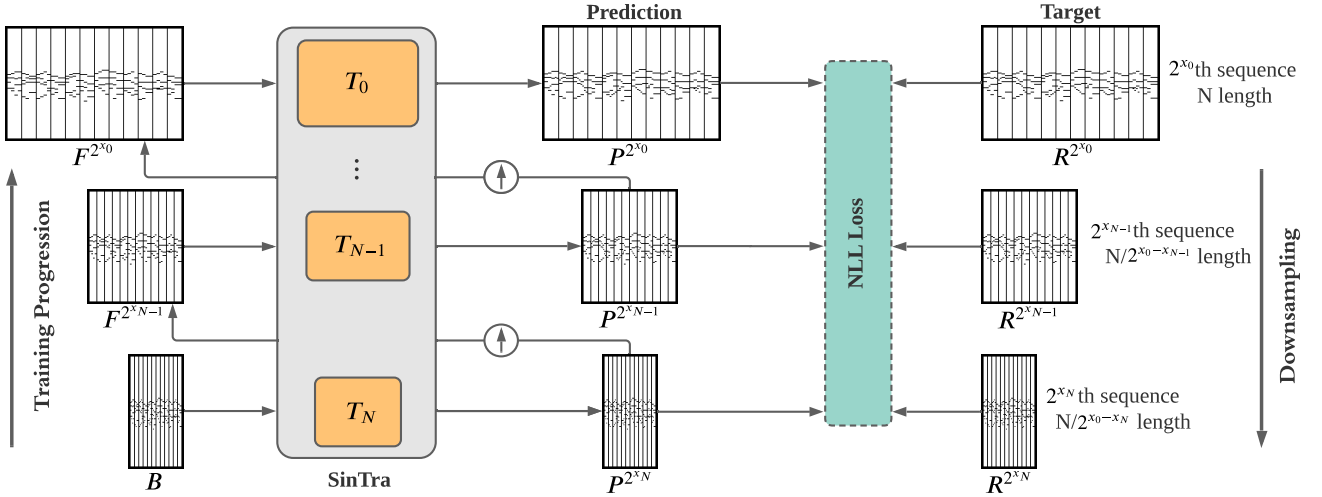 Prediction
Target
T_0
2^{x_0}th sequence
N length
F^{2^{x_0}}
P^{2^{x_0}}
R^{2^{x_0}}
⋮
T_{N−1}
2^{x_{N−1}}th sequence
N/2^{x_0−x_{N−1}} length
NLL Loss
Training Progression
Downsampling
F^{2^{x_{N−1}}}
P^{2^{x_{N−1}}}
R^{2^{x_{N−1}}}
T_N
2^{x_N}th sequence
N/2^{x_0−x_N} length
B
SinTra
P^{2^{x_N}}
R^{2^{x_N}}